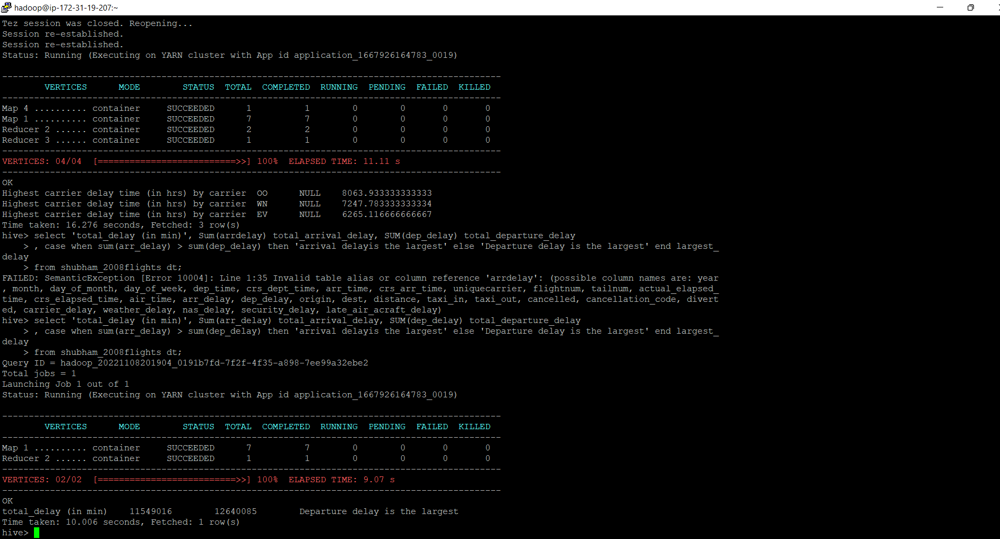 hadoop@ip-172-31-19-207:~
Tez session was closed. Reopening...
Session re-established.
Session re-established.
Status: Running (Executing on YARN cluster with App id application_1667926164783_0019)
----------------------------------------------------------------------------------------------
        VERTICES      MODE        STATUS  TOTAL  COMPLETED  RUNNING  PENDING  FAILED  KILLED
----------------------------------------------------------------------------------------------
Map 4 .......... container     SUCCEEDED      1          1        0        0       0       0
Map 1 .......... container     SUCCEEDED      7          7        0        0       0       0
Reducer 2 ...... container     SUCCEEDED      2          2        0        0       0       0
Reducer 3 ...... container     SUCCEEDED      1          1        0        0       0       0
----------------------------------------------------------------------------------------------
VERTICES: 04/04  [==========================>>] 100%  ELAPSED TIME: 11.11 s
----------------------------------------------------------------------------------------------
OK
Highest carrier delay time (in hrs) by carrier  OO      NULL    8063.933333333333
Highest carrier delay time (in hrs) by carrier  WN      NULL    7247.783333333334
Highest carrier delay time (in hrs) by carrier  EV      NULL    6265.116666666667
Time taken: 16.276 seconds, Fetched: 3 row(s)
hive> select 'total_delay (in min)', Sum(arrdelay) total_arrival_delay, SUM(dep_delay) total_departure_delay
    > , case when sum(arr_delay) > sum(dep_delay) then 'arrival delayis the largest' else 'Departure delay is the largest' end largest_
delay
    > from shubham_2008flights dt;
FAILED: SemanticException [Error 10004]: Line 1:35 Invalid table alias or column reference 'arrdelay': (possible column names are: year
, month, day_of_month, day_of_week, dep_time, crs_dept_time, arr_time, crs_arr_time, uniquecarrier, flightnum, tailnum, actual_elapsed_
time, crs_elapsed_time, air_time, arr_delay, dep_delay, origin, dest, distance, taxi_in, taxi_out, cancelled, cancellation_code, divert
ed, carrier_delay, weather_delay, nas_delay, security_delay, late_air_acraft_delay)
hive> select 'total_delay (in min)', Sum(arr_delay) total_arrival_delay, SUM(dep_delay) total_departure_delay
    > , case when sum(arr_delay) > sum(dep_delay) then 'arrival delayis the largest' else 'Departure delay is the largest' end largest_
delay
    > from shubham_2008flights dt;
Query ID = hadoop_20221108201904_0191b7fd-7f2f-4f35-a898-7ee99a32ebe2
Total jobs = 1
Launching Job 1 out of 1
Status: Running (Executing on YARN cluster with App id application_1667926164783_0019)
----------------------------------------------------------------------------------------------
        VERTICES      MODE        STATUS  TOTAL  COMPLETED  RUNNING  PENDING  FAILED  KILLED
----------------------------------------------------------------------------------------------
Map 1 .......... container     SUCCEEDED      7          7        0        0       0       0
Reducer 2 ...... container     SUCCEEDED      1          1        0        0       0       0
----------------------------------------------------------------------------------------------
VERTICES: 02/02  [==========================>>] 100%  ELAPSED TIME: 9.07 s
----------------------------------------------------------------------------------------------
OK
total_delay (in min)    11549016        12640085        Departure delay is the largest
Time taken: 10.006 seconds, Fetched: 1 row(s)
hive>